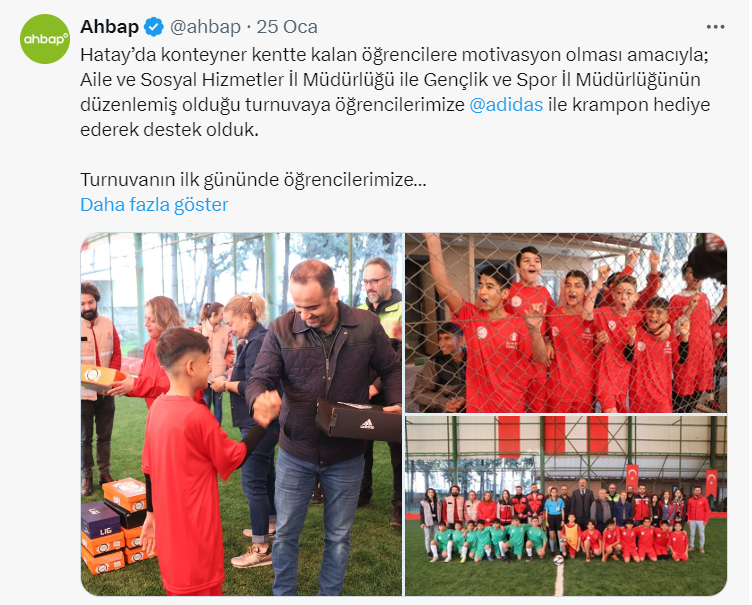 ahbap
Ahbap @ahbap · 25 Oca
Hatay’da konteyner kentte kalan öğrencilere motivasyon olması amacıyla;
Aile ve Sosyal Hizmetler İl Müdürlüğü ile Gençlik ve Spor İl Müdürlüğünün
düzenlemiş olduğu turnuvaya öğrencilerimize @adidas ile krampon hediye
ederek destek olduk.
Turnuvanın ilk gününde öğrencilerimize...
Daha fazla göster
adidas
LIG